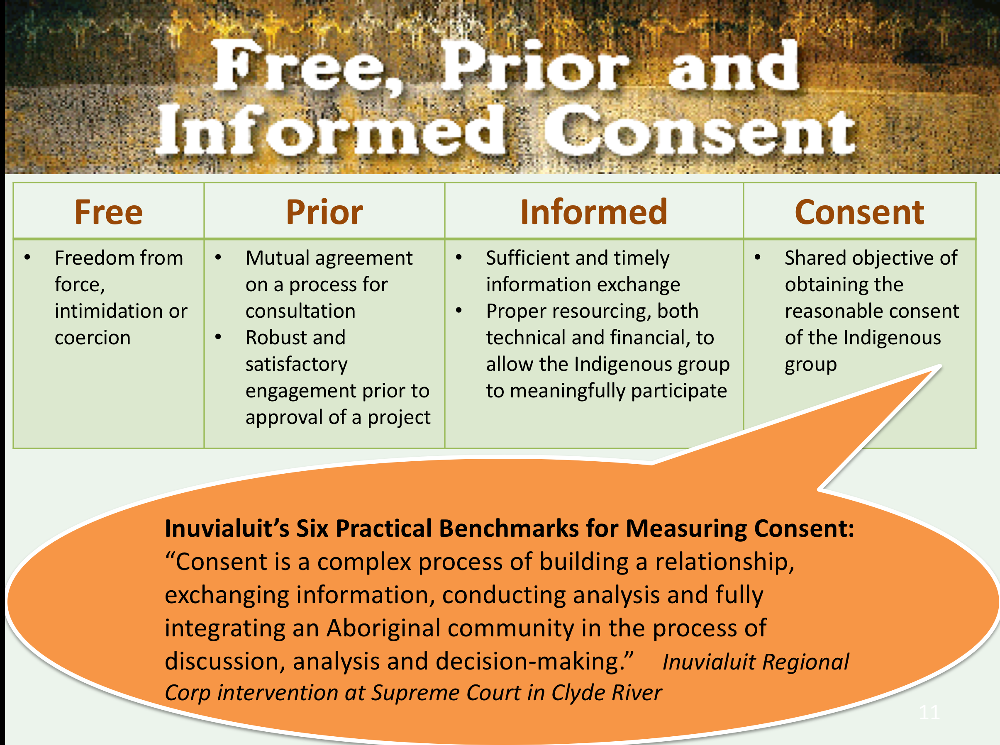 Free, Prior and
Informed Consent
Free
Prior
Informed
Consent
• Freedom from
force,
intimidation or
coercion
• Mutual agreement
on a process for
consultation
• Robust and
satisfactory
engagement prior to
approval of a project
• Sufficient and timely
information exchange
• Proper resourcing, both
technical and financial, to
allow the Indigenous group
to meaningfully participate
• Shared objective of
obtaining the
reasonable consent
of the Indigenous
group
Inuvialuit’s Six Practical Benchmarks for Measuring Consent:
“Consent is a complex process of building a relationship,
exchanging information, conducting analysis and fully
integrating an Aboriginal community in the process of
discussion, analysis and decision-making.” Inuvialuit Regional
Corp intervention at Supreme Court in Clyde River
11